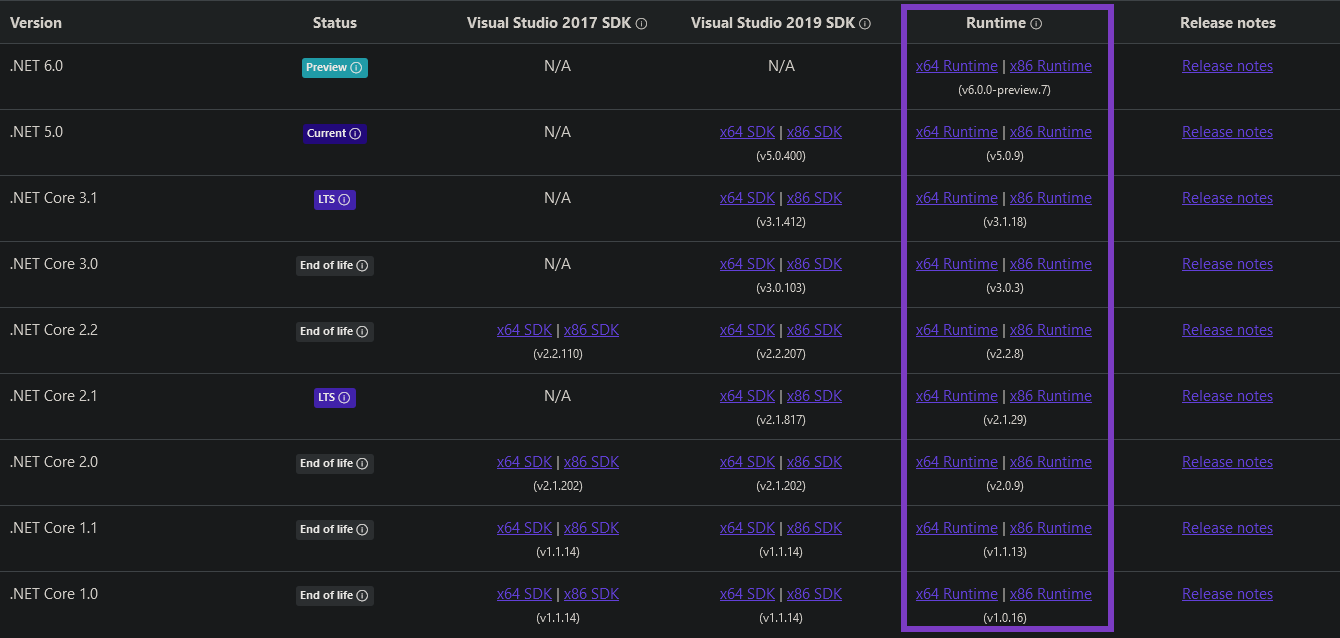 Version Status Visual Studio 2017 SDK Visual Studio 2019 SDK Runtime Release notes
.NET 6.0 Preview N/A N/A x64 Runtime | x86 Runtime Release notes
(v6.0.0-preview.7)
.NET 5.0 Current N/A x64 SDK | x86 SDK x64 Runtime | x86 Runtime Release notes
(v5.0.400) (v5.0.9)
.NET Core 3.1 LTS N/A x64 SDK | x86 SDK x64 Runtime | x86 Runtime Release notes
(v3.1.412) (v3.1.18)
.NET Core 3.0 End of life N/A x64 SDK | x86 SDK x64 Runtime | x86 Runtime Release notes
(v3.0.103) (v3.0.3)
.NET Core 2.2 End of life x64 SDK | x86 SDK x64 SDK | x86 SDK x64 Runtime | x86 Runtime Release notes
(v2.2.110) (v2.2.207) (v2.2.8)
.NET Core 2.1 LTS N/A x64 SDK | x86 SDK x64 Runtime | x86 Runtime Release notes
(v2.1.817) (v2.1.29)
.NET Core 2.0 End of life x64 SDK | x86 SDK x64 SDK | x86 SDK x64 Runtime | x86 Runtime Release notes
(v2.1.202) (v2.1.202) (v2.0.9)
.NET Core 1.1 End of life x64 SDK | x86 SDK x64 SDK | x86 SDK x64 Runtime | x86 Runtime Release notes
(v1.1.14) (v1.1.14) (v1.1.13)
.NET Core 1.0 End of life x64 SDK | x86 SDK x64 SDK | x86 SDK x64 Runtime | x86 Runtime Release notes
(v1.1.14) (v1.1.14) (v1.0.16)